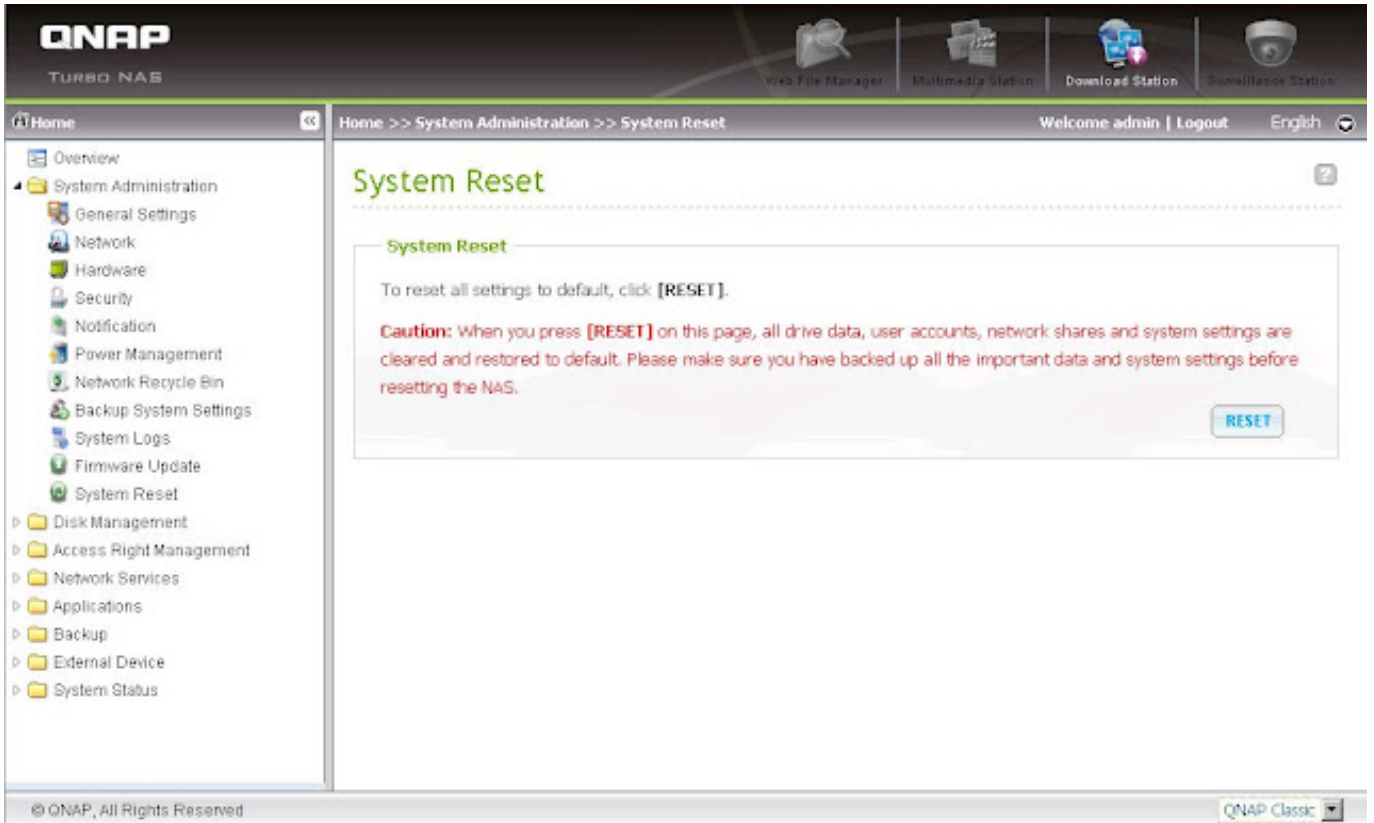 QNAP
TURBO NAS
Web File Manager
Multimedia Station
Download Station
Surveillance Station
Home
Home >> System Administration >> System Reset
Welcome admin | Logout
English
Overview
System Administration
General Settings
Network
Hardware
Security
Notification
Power Management
Network Recycle Bin
Backup System Settings
System Logs
Firmware Update
System Reset
Disk Management
Access Right Management
Network Services
Applications
Backup
External Device
System Status
System Reset
?
System Reset
To reset all settings to default, click [RESET].
Caution: When you press [RESET] on this page, all drive data, user accounts, network shares and system settings are
cleared and restored to default. Please make sure you have backed up all the important data and system settings before
resetting the NAS.
RESET
© QNAP, All Rights Reserved
QNAP Classic